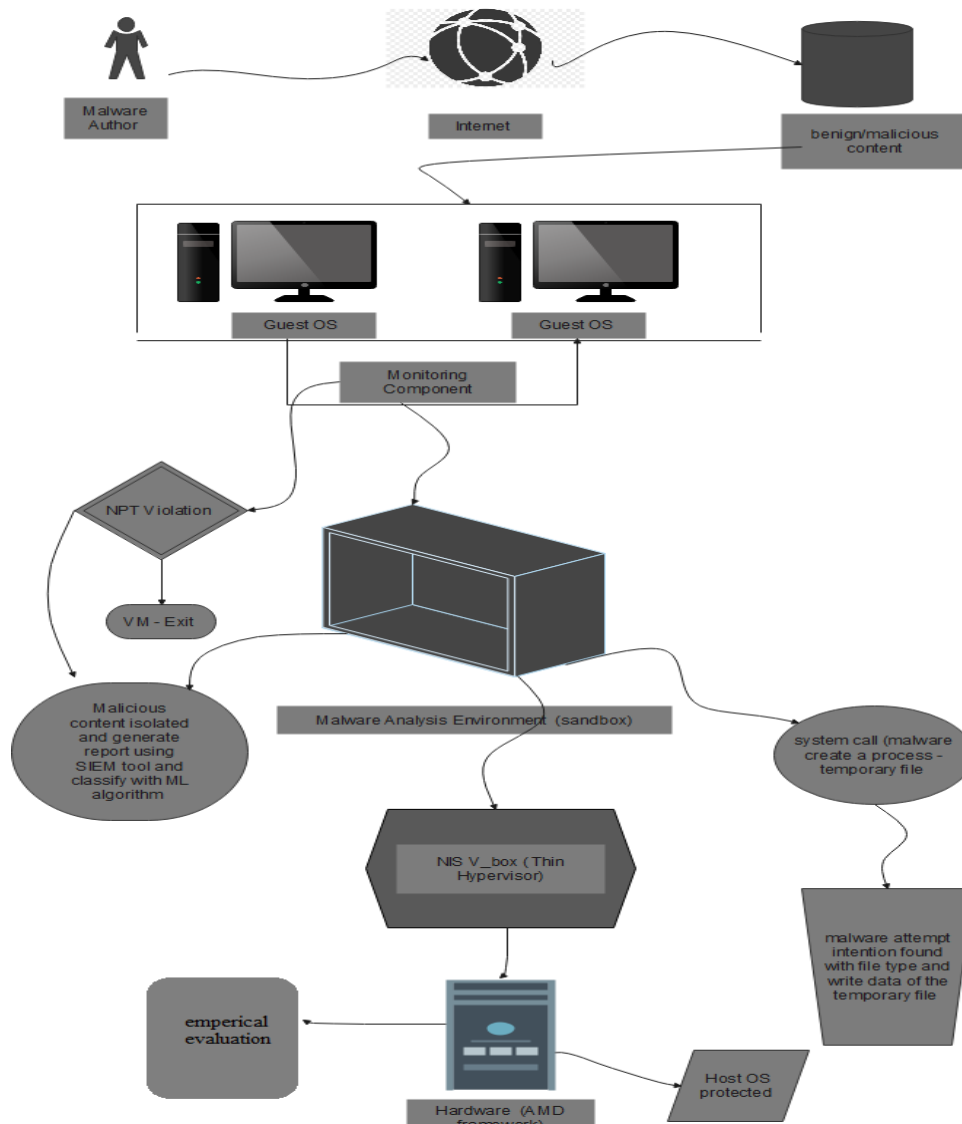 Malware
Author
Internet
benign/malicious
content
Guest OS
Guest OS
Monitoring
Component
NPT Violation
VM - Exit
Malicious
content isolated
and generate
report using
SIEM tool and
classify with ML
algorithm
Malware Analysis Environment (sandbox)
system call (malware
create a process -
temporary file
NIS V_box ( Thin
Hypervisor)
malware attempt
intention found
with file type and
write data of the
temporary file
emperical
evaluation
Host OS
protected
Hardware (AMD
framework)